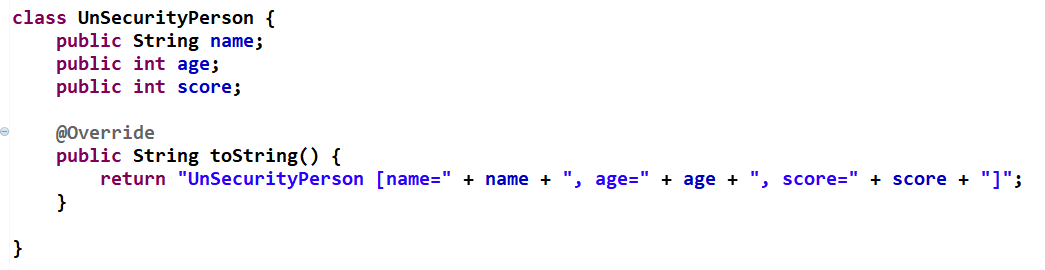 class UnSecurityPerson {
    public String name;
    public int age;
    public int score;

    @Override
    public String toString() {
        return "UnSecurityPerson [name=" + name + ", age=" + age + ", score=" + score + "]";
    }

}